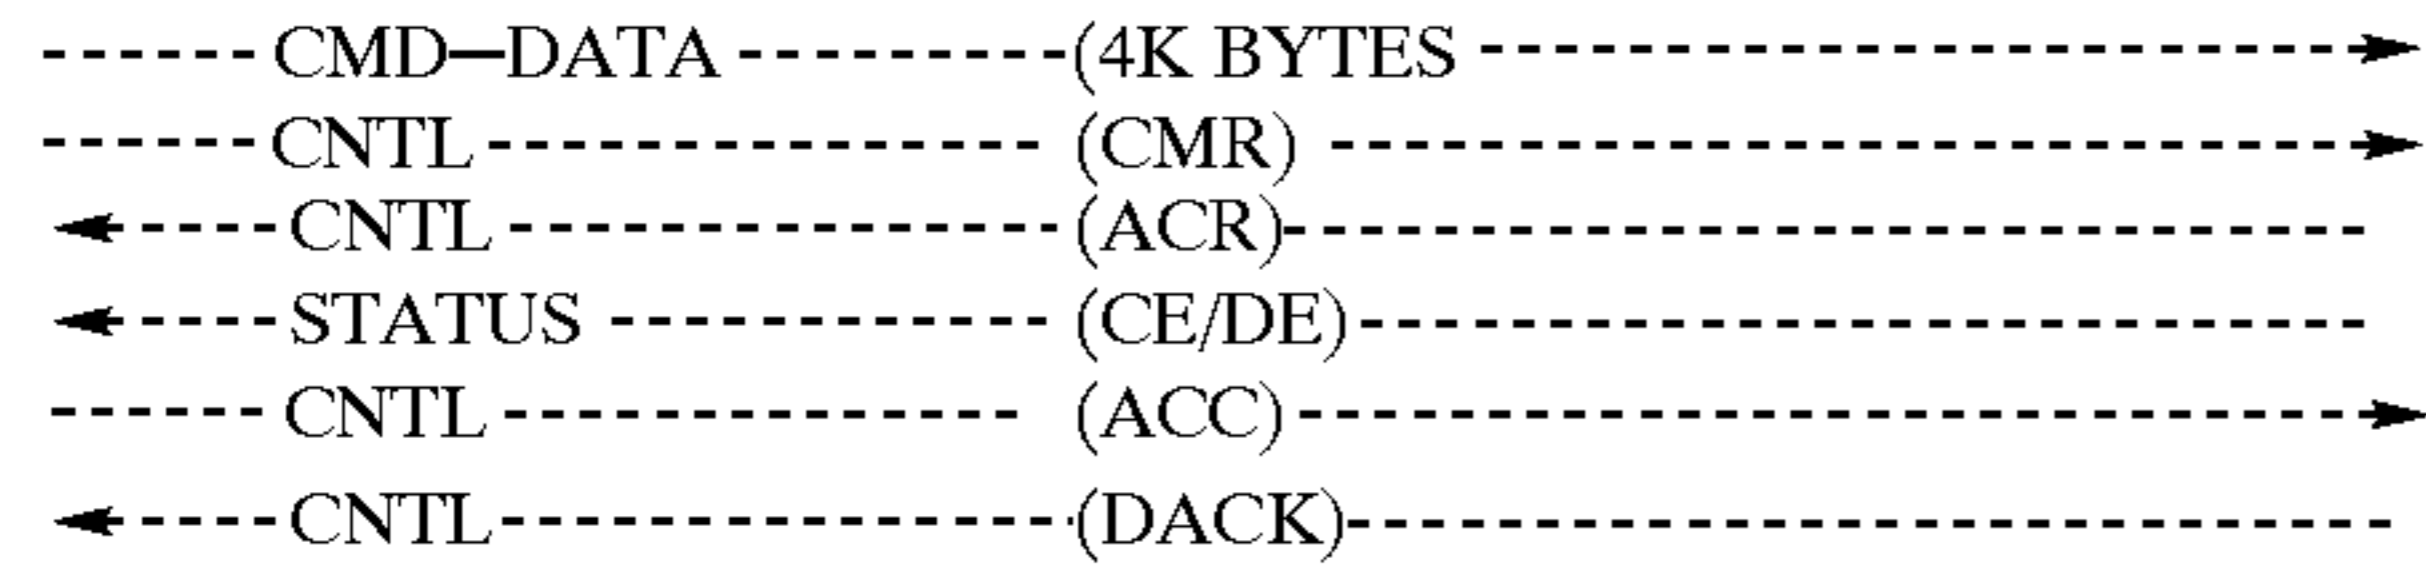 CMD—DATA (4K BYTES
CNTL (CMR)
CNTL (ACR)
STATUS (CE/DE)
CNTL (ACC)
CNTL (DACK)